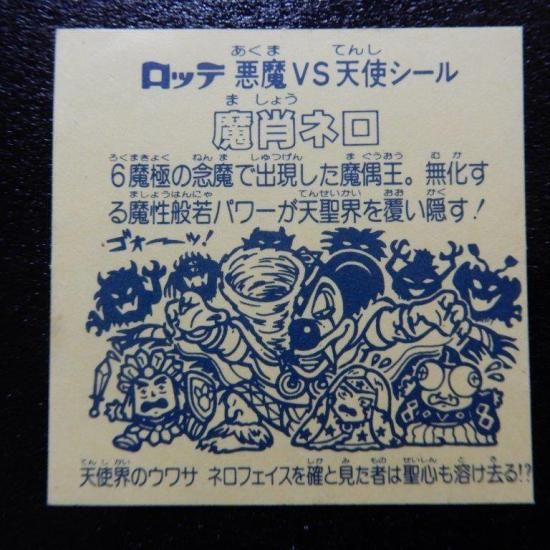 あくま てんし
ロッテ 悪魔VS天使シール
ま しょう
魔肖ネロ
ろくまきょく ねんま しゅつげん まぐうおう むか
6魔極の念魔で出現した魔偶王。無化す
ましょうはんにゃ てんせいかい おお かく
る魔性般若パワーが天聖界を覆い隠す!
ゴォーーッ!
てんしかい しか み もの せいしん と さ
天使界のウワサ ネロフェイスを確と見た者は聖心も溶け去る!?